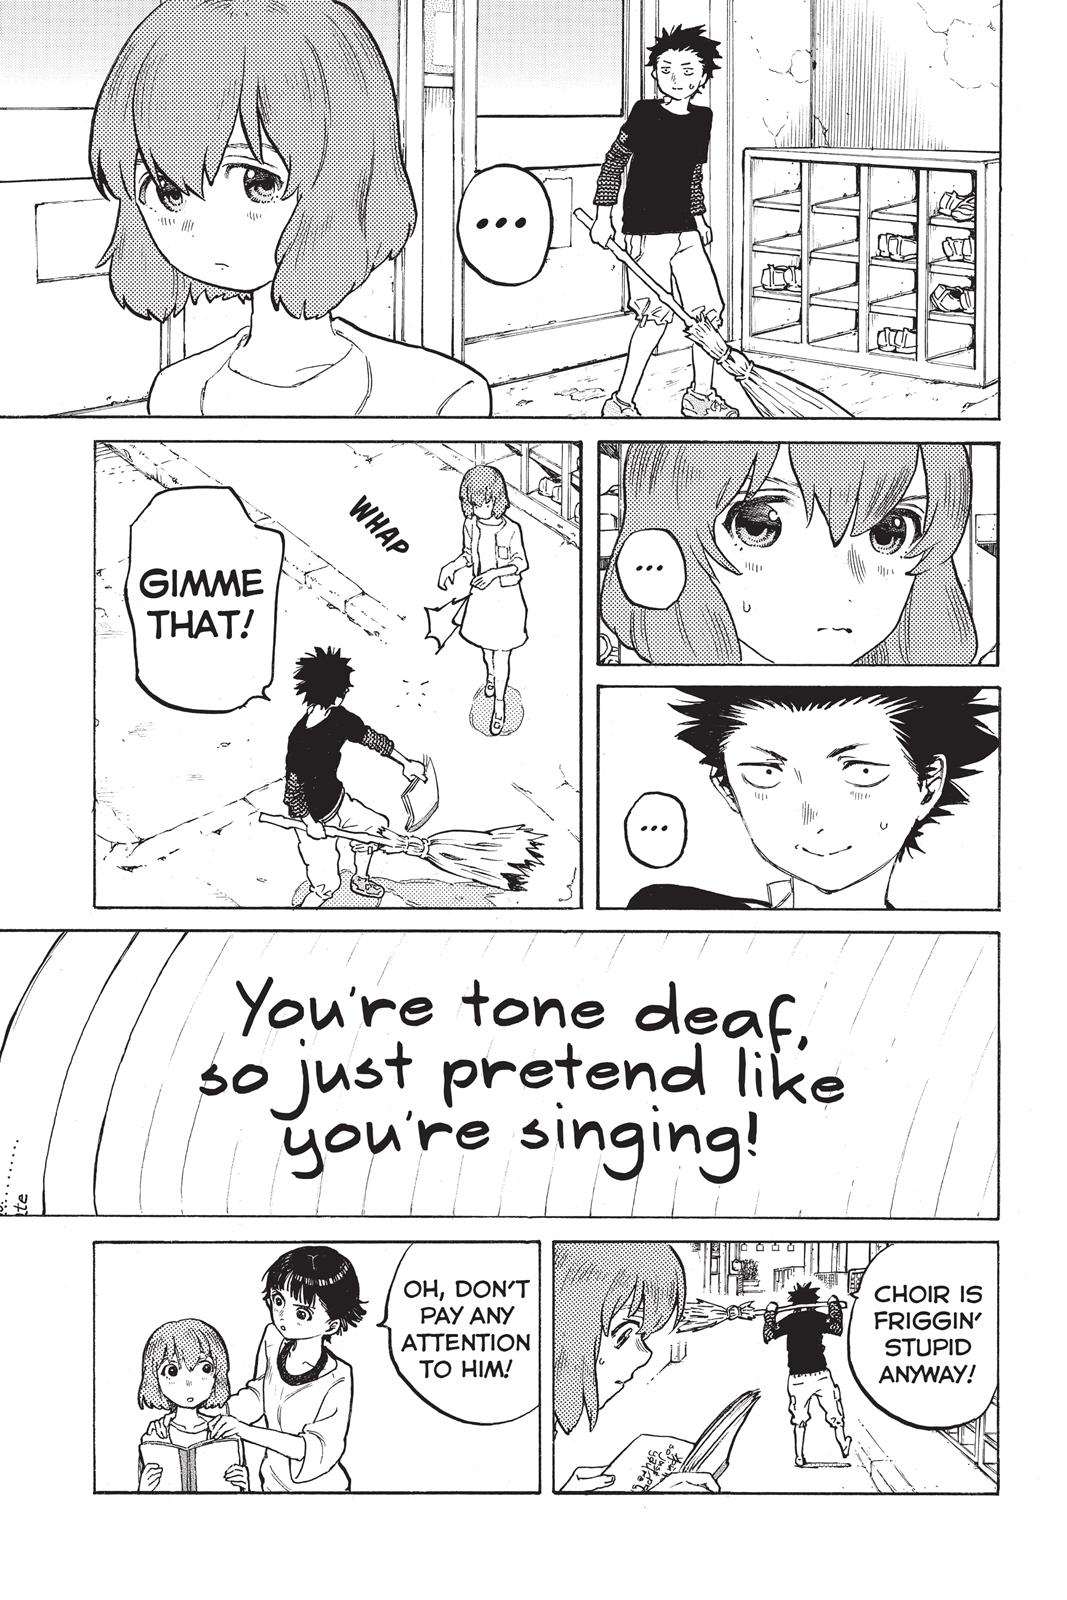 ...
...
...
WHAP
GIMME
THAT!
You're tone deaf,
so just pretend like
you're singing!
CHOIR IS
FRIGGIN'
STUPID
ANYWAY!
OH, DON'T
PAY ANY
ATTENTION
TO HIM!